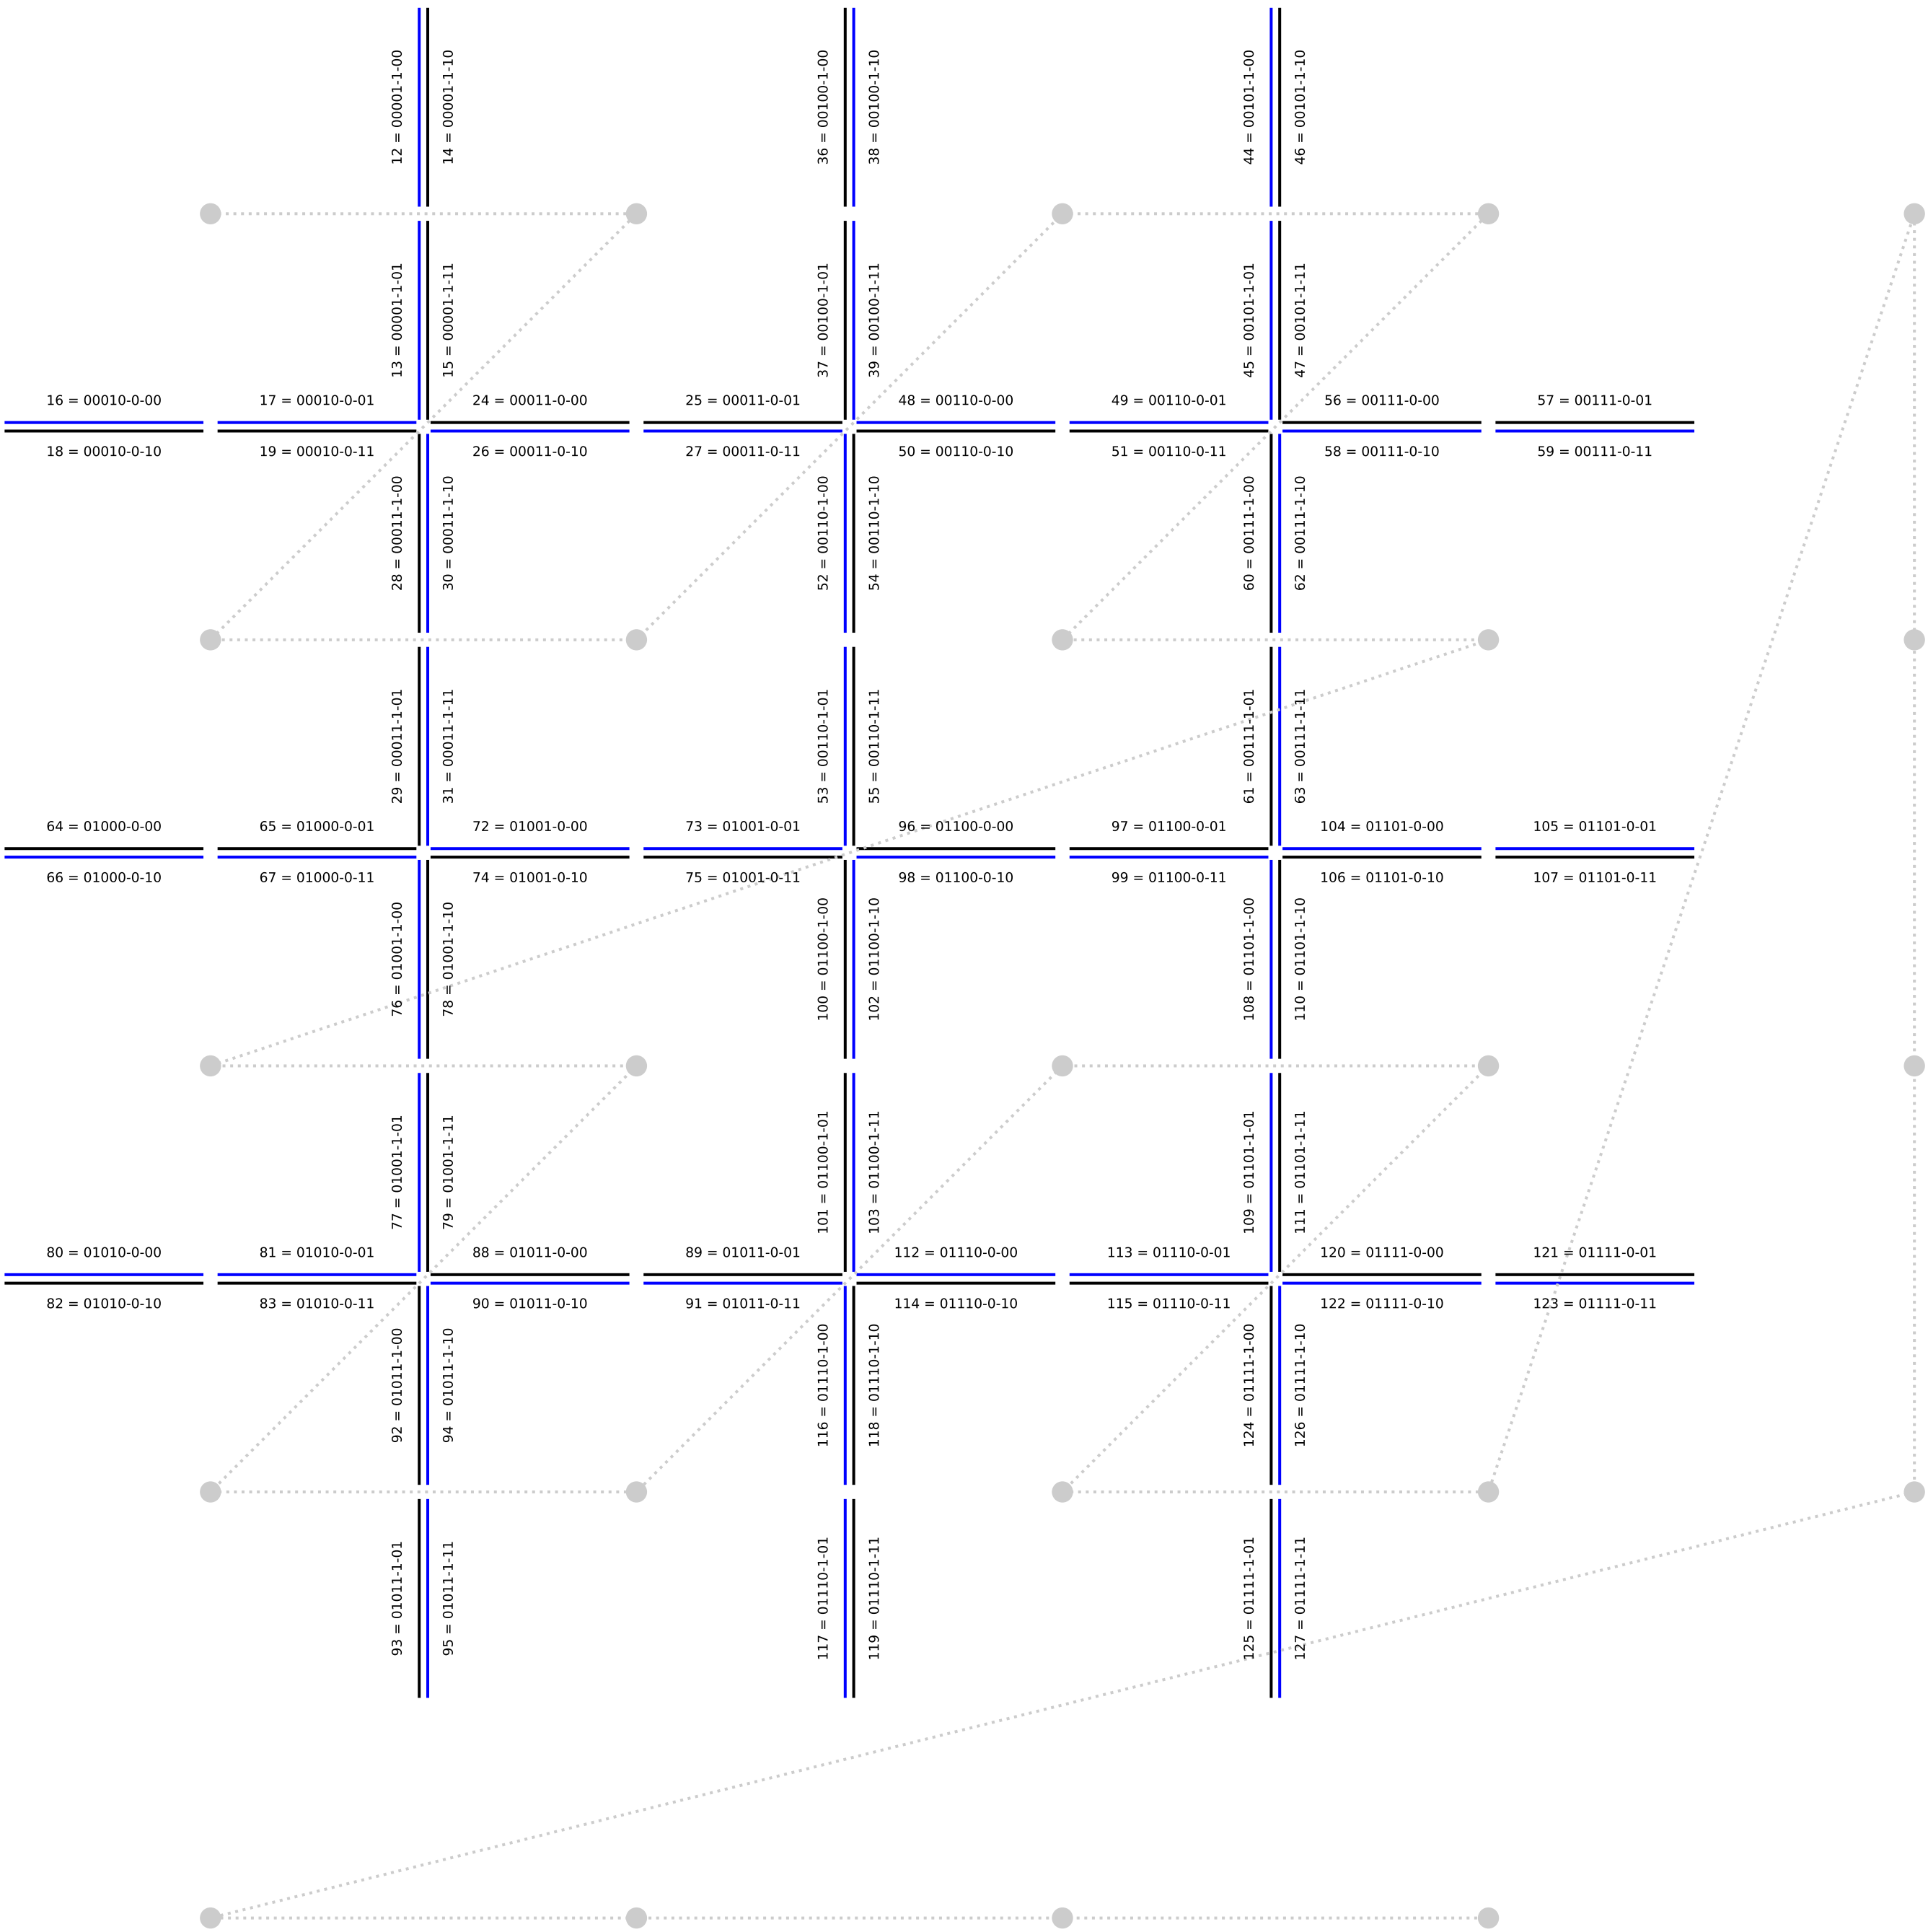 12 = 00001-1-00
14 = 00001-1-10
36 = 00100-1-00
38 = 00100-1-10
44 = 00101-1-00
46 = 00101-1-10
13 = 00001-1-01
15 = 00001-1-11
37 = 00100-1-01
39 = 00100-1-11
45 = 00101-1-01
47 = 00101-1-11
16 = 00010-0-00
17 = 00010-0-01
24 = 00011-0-00
25 = 00011-0-01
48 = 00110-0-00
49 = 00110-0-01
56 = 00111-0-00
57 = 00111-0-01
18 = 00010-0-10
19 = 00010-0-11
26 = 00011-0-10
27 = 00011-0-11
50 = 00110-0-10
51 = 00110-0-11
58 = 00111-0-10
59 = 00111-0-11
28 = 00011-1-00
30 = 00011-1-10
52 = 00110-1-00
54 = 00110-1-10
60 = 00111-1-00
62 = 00111-1-10
29 = 00011-1-01
31 = 00011-1-11
53 = 00110-1-01
55 = 00110-1-11
61 = 00111-1-01
63 = 00111-1-11
64 = 01000-0-00
65 = 01000-0-01
72 = 01001-0-00
73 = 01001-0-01
96 = 01100-0-00
97 = 01100-0-01
104 = 01101-0-00
105 = 01101-0-01
66 = 01000-0-10
67 = 01000-0-11
74 = 01001-0-10
75 = 01001-0-11
98 = 01100-0-10
99 = 01100-0-11
106 = 01101-0-10
107 = 01101-0-11
76 = 01001-1-00
78 = 01001-1-10
100 = 01100-1-00
102 = 01100-1-10
108 = 01101-1-00
110 = 01101-1-10
77 = 01001-1-01
79 = 01001-1-11
101 = 01100-1-01
103 = 01100-1-11
109 = 01101-1-01
111 = 01101-1-11
80 = 01010-0-00
81 = 01010-0-01
88 = 01011-0-00
89 = 01011-0-01
112 = 01110-0-00
113 = 01110-0-01
120 = 01111-0-00
121 = 01111-0-01
82 = 01010-0-10
83 = 01010-0-11
90 = 01011-0-10
91 = 01011-0-11
114 = 01110-0-10
115 = 01110-0-11
122 = 01111-0-10
123 = 01111-0-11
92 = 01011-1-00
94 = 01011-1-10
116 = 01110-1-00
118 = 01110-1-10
124 = 01111-1-00
126 = 01111-1-10
93 = 01011-1-01
95 = 01011-1-11
117 = 01110-1-01
119 = 01110-1-11
125 = 01111-1-01
127 = 01111-1-11